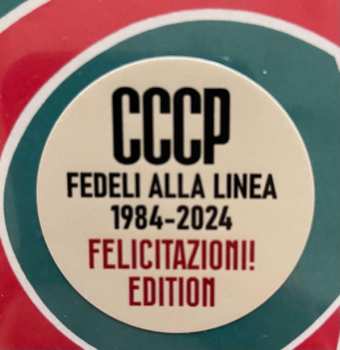 CCCP
FEDELI ALLA LINEA
1984-2024
FELICITAZIONI!
EDITION